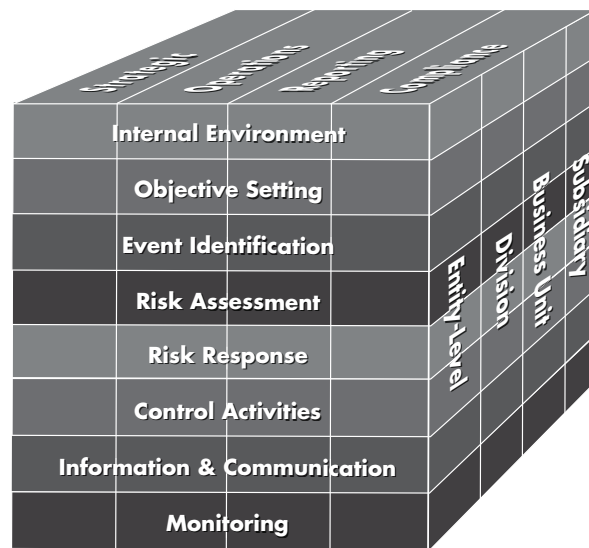 Strategic
Operations
Reporting
Compliance
Internal Environment
Objective Setting
Event Identification
Risk Assessment
Risk Response
Control Activities
Information & Communication
Monitoring
Entity-Level
Division
Business Unit
Subsidiary